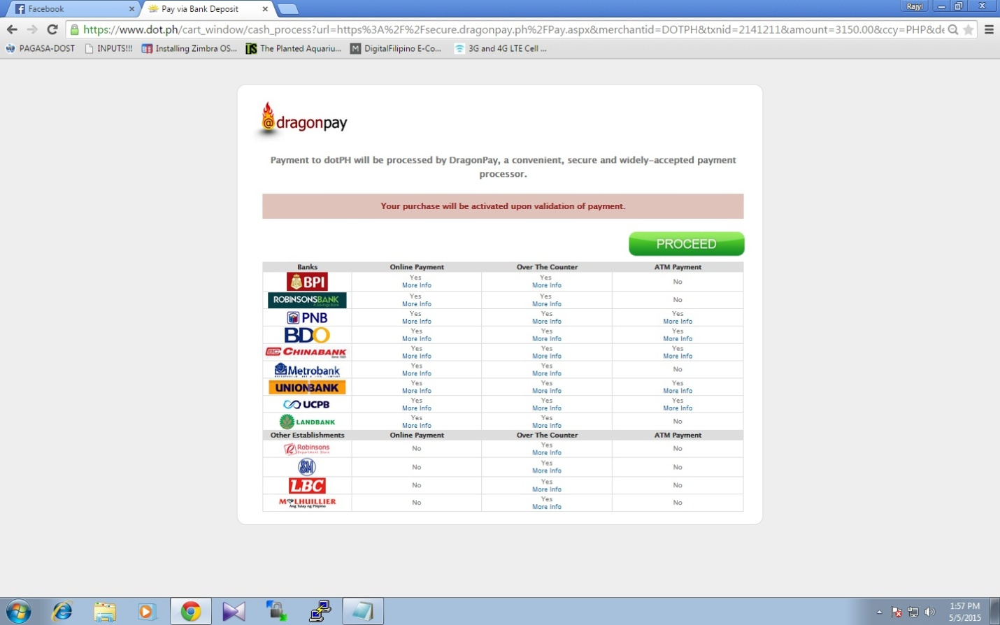 Facebook
Pay via Bank Deposit
Rajyl
https://www.dot.ph/cart_window/cash_process?url=https%3A%2F%2Fsecure.dragonpay.ph%2FPay.aspx&merchantid=DOTPH&txnid=2141211&amount=3150.00&ccy=PHP&de
PAGASA-DOST INPUTS!!! Installing Zimbra OS... The Planted Aquariu... DigitalFilipino E-Co... 3G and 4G LTE Cell ...
@dragonpay
Payment to dotPH will be processed by DragonPay, a convenient, secure and widely-accepted payment
processor.
Your purchase will be activated upon validation of payment.
PROCEED
Banks Online Payment Over The Counter ATM Payment
BPI Yes Yes No
More Info More Info
ROBINSONSBANK Yes Yes No
A Savings Bank More Info More Info
PNB Yes Yes Yes
More Info More Info More Info
BDO Yes Yes Yes
More Info More Info More Info
CHINABANK Yes Yes Yes
More Info More Info More Info
Metrobank Yes Yes No
More Info More Info
UNIONBANK Yes Yes Yes
More Info More Info More Info
UCPB Yes Yes Yes
More Info More Info More Info
LANDBANK Yes Yes No
More Info More Info
Other Establishments Online Payment Over The Counter ATM Payment
Robinsons No Yes No
Department Store More Info
SM No Yes No
More Info
LBC No Yes No
More Info
MLHUILLIER No Yes No
Ang Tulay ng Pilipino More Info
1:57 PM
5/5/2015